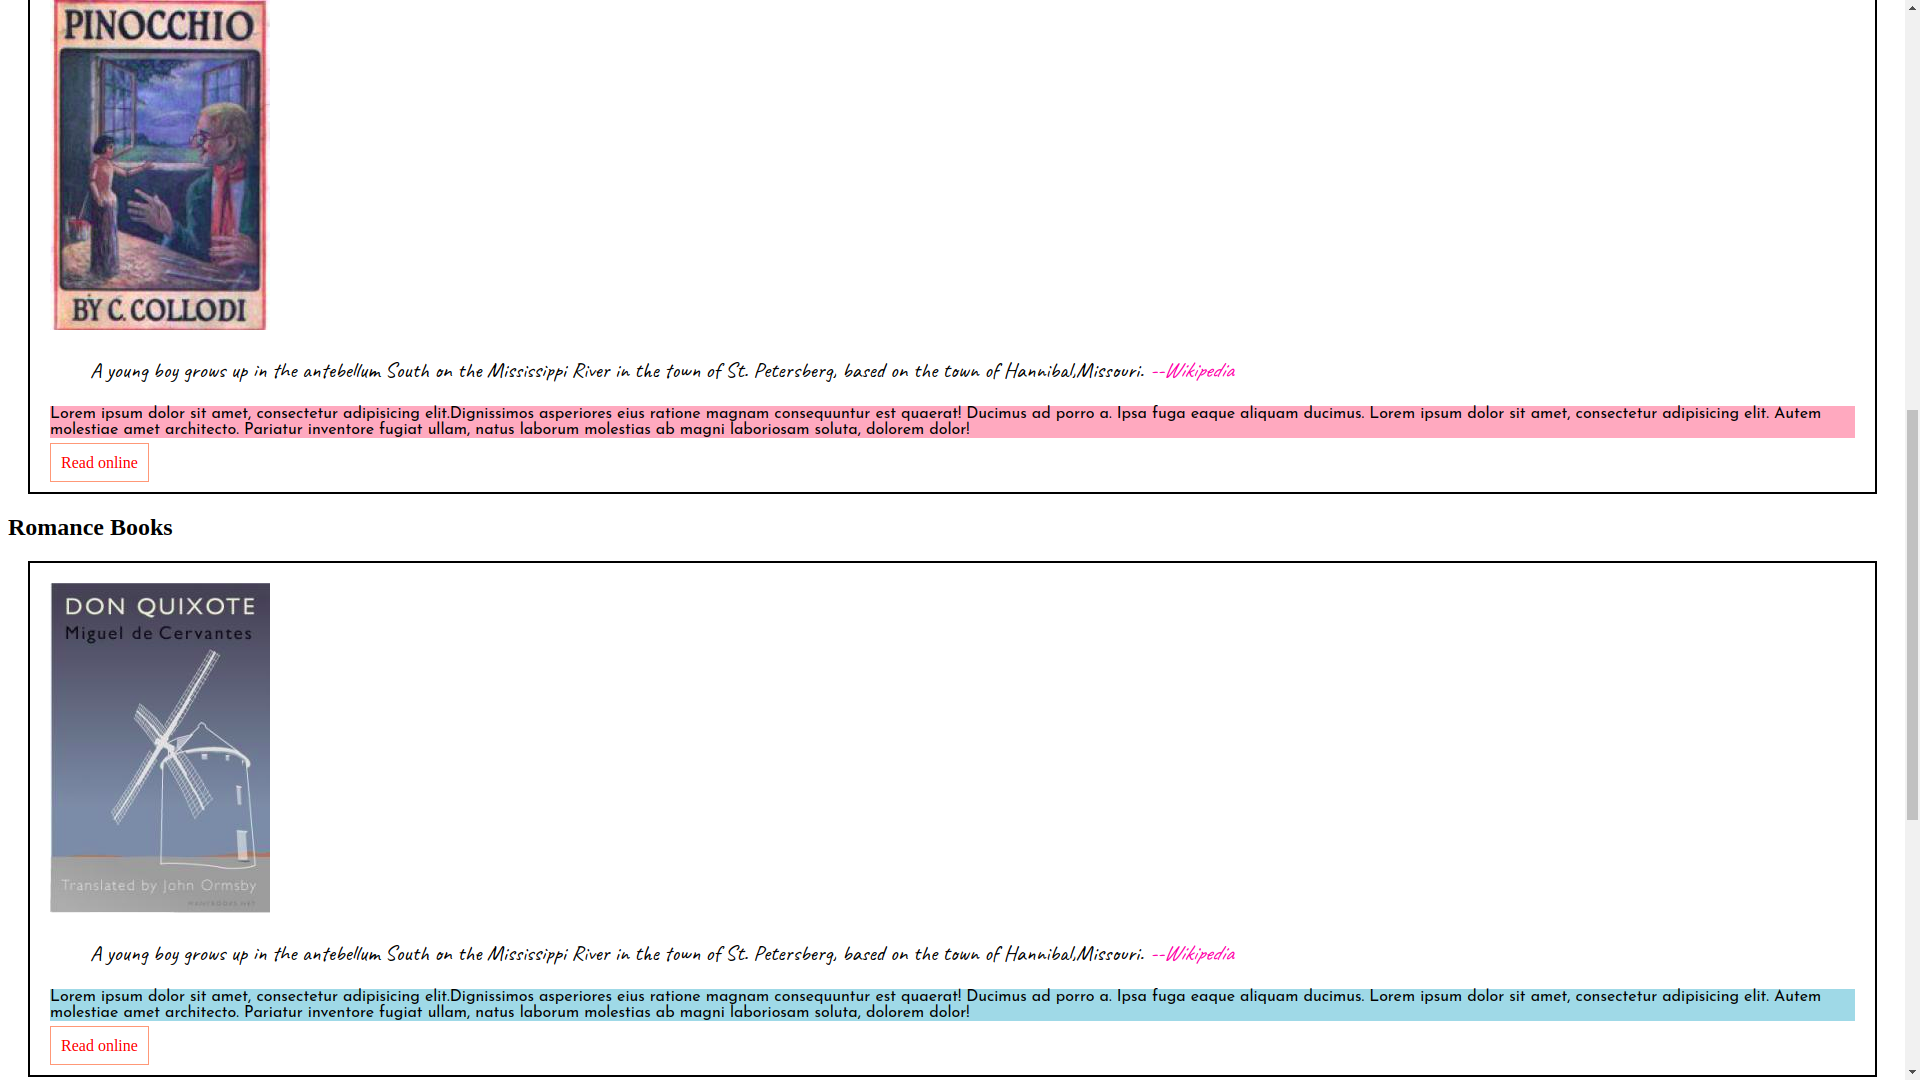 PINOCCHIO
BY C. COLLODI
A young boy grows up in the antebellum South on the Mississippi River in the town of St. Petersberg, based on the town of Hannibal,Missouri. --Wikipedia
Lorem ipsum dolor sit amet, consectetur adipisicing elit.Dignissimos asperiores eius ratione magnam consequuntur est quaerat! Ducimus ad porro a. Ipsa fuga eaque aliquam ducimus. Lorem ipsum dolor sit amet, consectetur adipisicing elit. Autem
molestiae amet architecto. Pariatur inventore fugiat ullam, natus laborum molestias ab magni laboriosam soluta, dolorem dolor!
Read online
Romance Books
DON QUIXOTE
Miguel de Cervantes
Translated by John Ormsby
A young boy grows up in the antebellum South on the Mississippi River in the town of St. Petersberg, based on the town of Hannibal,Missouri. --Wikipedia
Lorem ipsum dolor sit amet, consectetur adipisicing elit.Dignissimos asperiores eius ratione magnam consequuntur est quaerat! Ducimus ad porro a. Ipsa fuga eaque aliquam ducimus. Lorem ipsum dolor sit amet, consectetur adipisicing elit. Autem
molestiae amet architecto. Pariatur inventore fugiat ullam, natus laborum molestias ab magni laboriosam soluta, dolorem dolor!
Read online